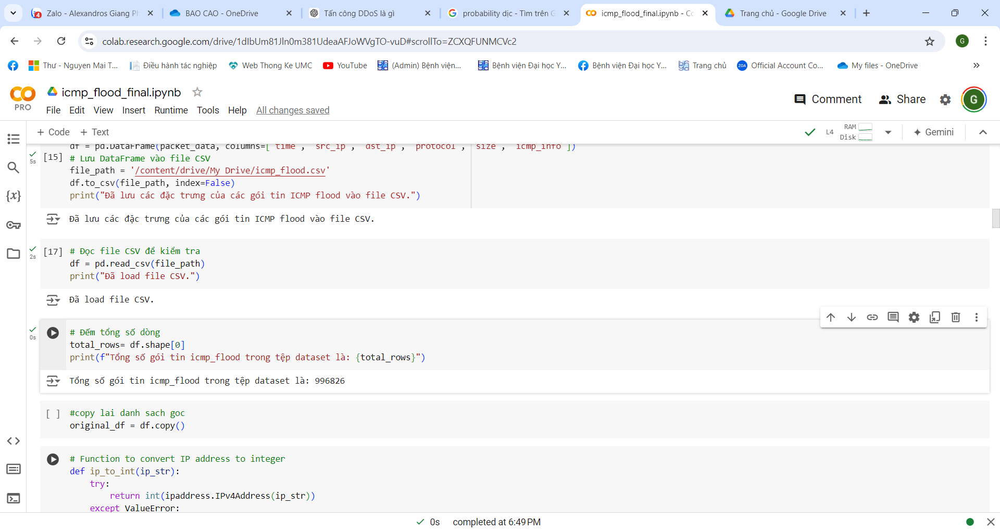 Zalo - Alexandros Giang Ph
BAO CAO - OneDrive
Tấn công DDoS là gì
probability dịc - Tìm trên G
icmp_flood_final.ipynb - Co
Trang chủ - Google Drive
colab.research.google.com/drive/1dIbUm81Jln0m381UdeaAFJoWVgTO-vuD#scrollTo=ZCXQFUNMCVc2
G
Thư - Nguyen Mai T...
Điều hành tác nghiệp
Web Thong Ke UMC
YouTube
(Admin) Bệnh viện...
Bệnh viện Đại học Y...
Bệnh viện Đại học Y...
Trang chủ
ZOA
Official Account Co...
My files - OneDrive
PRO
icmp_flood_final.ipynb
File Edit View Insert Runtime Tools Help All changes saved
Comment
Share
G
+ Code + Text
L4
RAM
Disk
Gemini
df = pd.DataFrame(packet_data, columns=['time', 'src_ip', 'dst_ip', 'protocol', 'size', 'icmp_info'])
[15] # Lưu DataFrame vào file CSV
5s
file_path = '/content/drive/My Drive/icmp_flood.csv'
df.to_csv(file_path, index=False)
print("Đã lưu các đặc trưng của các gói tin ICMP flood vào file CSV.")
Đã lưu các đặc trưng của các gói tin ICMP flood vào file CSV.
[17] # Đọc file CSV để kiểm tra
2s
df = pd.read_csv(file_path)
print("Đã load file CSV.")
Đã load file CSV.
# Đếm tổng số dòng
0s
total_rows= df.shape[0]
print(f"Tổng số gói tin icmp_flood trong tệp dataset là: {total_rows}")
Tổng số gói tin icmp_flood trong tệp dataset là: 996826
[ ] #copy lai danh sach goc
original_df = df.copy()
# Function to convert IP address to integer
def ip_to_int(ip_str):
try:
return int(ipaddress.IPv4Address(ip_str))
except ValueError:
0s completed at 6:49 PM